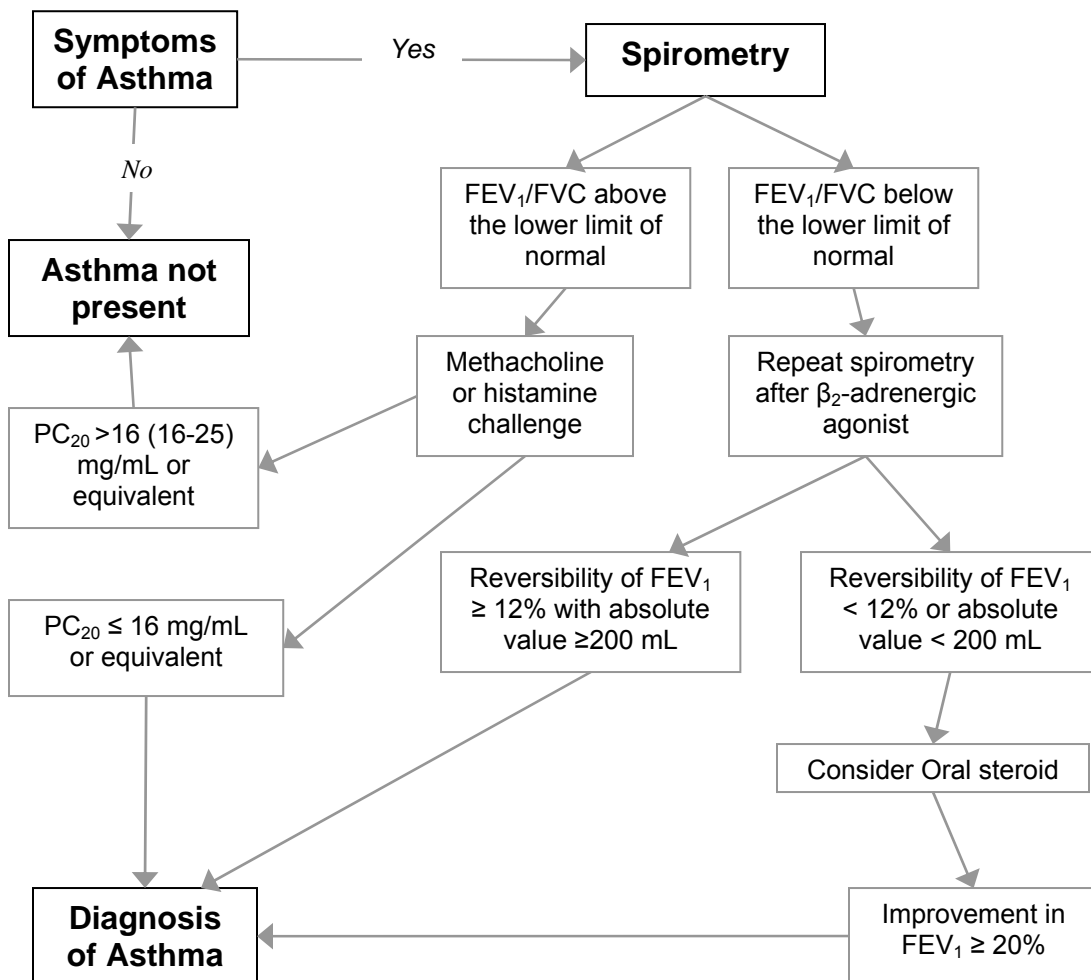 Symptoms
of Asthma
Yes
Spirometry
No
FEV₁/FVC above
the lower limit of
normal
FEV₁/FVC below
the lower limit of
normal
Asthma not
present
Methacholine
or histamine
challenge
Repeat spirometry
after β₂-adrenergic
agonist
PC₂₀ >16 (16-25)
mg/mL or
equivalent
Reversibility of FEV₁
≥ 12% with absolute
value ≥200 mL
Reversibility of FEV₁
< 12% or absolute
value < 200 mL
PC₂₀ ≤ 16 mg/mL
or equivalent
Consider Oral steroid
Diagnosis
of Asthma
Improvement in
FEV₁ ≥ 20%